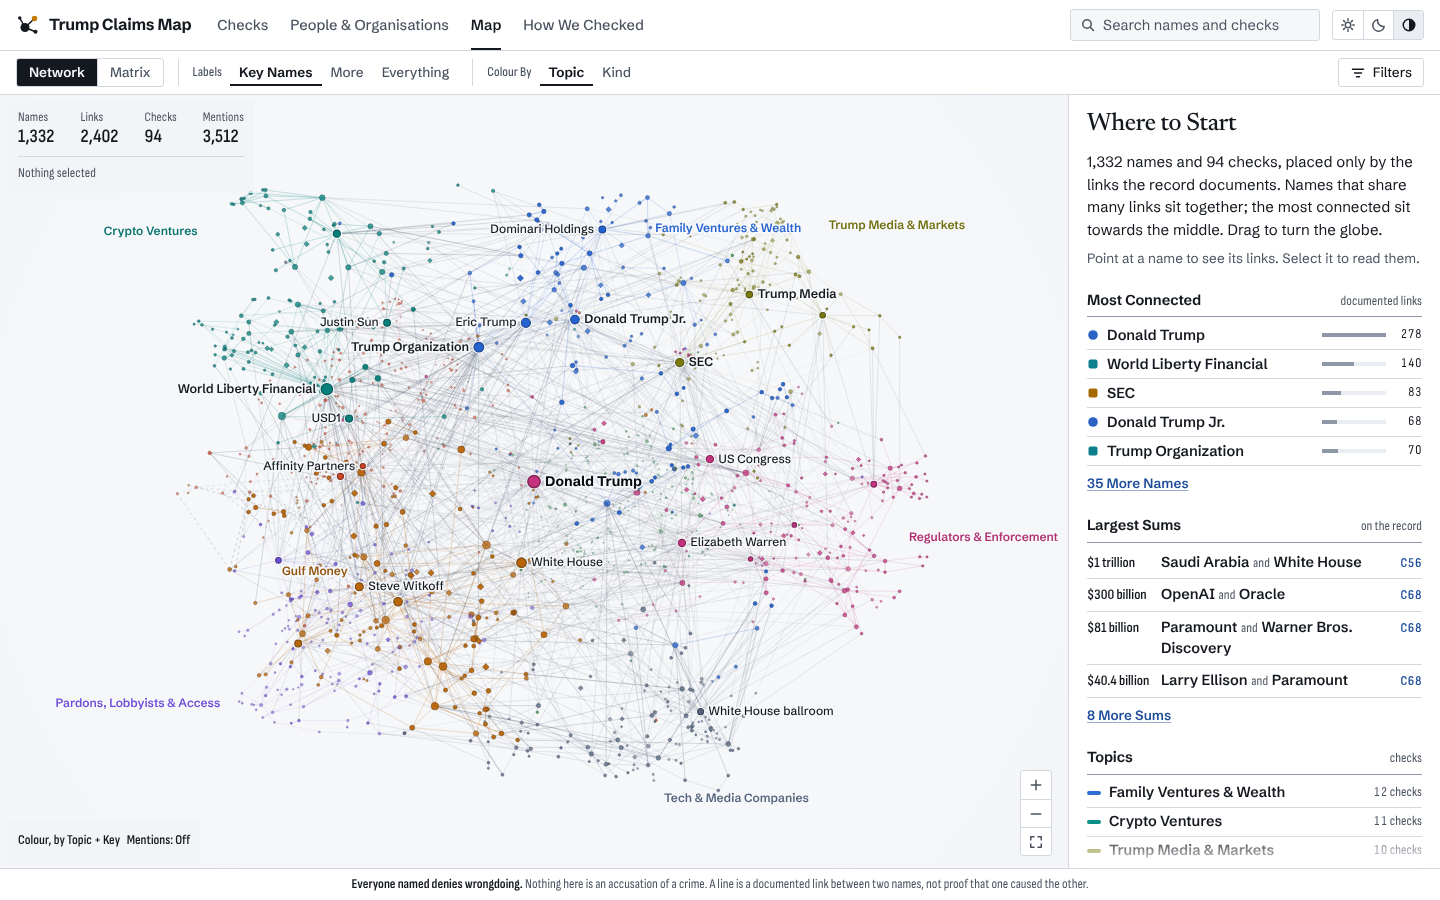 Trump Claims Map
Checks
People & Organisations
Map
How We Checked
Search names and checks
Network
Matrix
Labels
Key Names
More
Everything
Colour By
Topic
Kind
Filters
Names
Links
Checks
Mentions
1,332
2,402
94
3,512
Nothing selected
Crypto Ventures
Dominari Holdings
Family Ventures & Wealth
Trump Media & Markets
Trump Media
Justin Sun
Eric Trump
Donald Trump Jr.
Trump Organization
SEC
World Liberty Financial
USD1
Affinity Partners
US Congress
Donald Trump
Regulators & Enforcement
Elizabeth Warren
White House
Gulf Money
Steve Witkoff
Pardons, Lobbyists & Access
White House ballroom
Tech & Media Companies
Colour, by Topic + Key
Mentions: Off
Where to Start
1,332 names and 94 checks, placed only by the
links the record documents. Names that share
many links sit together; the most connected sit
towards the middle. Drag to turn the globe.
Point at a name to see its links. Select it to read them.
Most Connected
documented links
Donald Trump
278
World Liberty Financial
140
SEC
83
Donald Trump Jr.
68
Trump Organization
70
35 More Names
Largest Sums
on the record
$1 trillion
Saudi Arabia and White House
C56
$300 billion
OpenAI and Oracle
C68
$81 billion
Paramount and Warner Bros.
Discovery
C68
$40.4 billion
Larry Ellison and Paramount
C68
8 More Sums
Topics
checks
Family Ventures & Wealth
12 checks
Crypto Ventures
11 checks
Trump Media & Markets
10 checks
Everyone named denies wrongdoing. Nothing here is an accusation of a crime. A line is a documented link between two names, not proof that one caused the other.